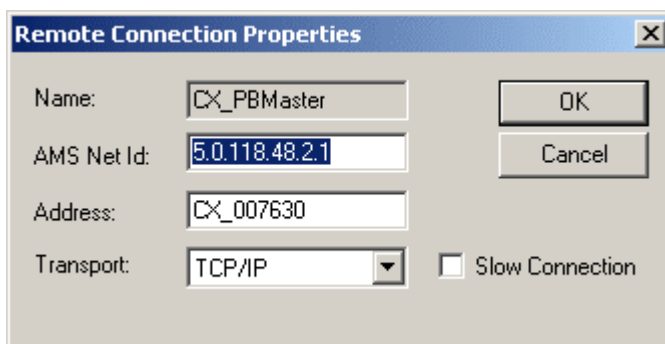 Remote Connection Properties
Name: CX_PBMaster OK
AMS Net Id: 5.0.118.48.2.1 Cancel
Address: CX_007630
Transport: TCP/IP Slow Connection